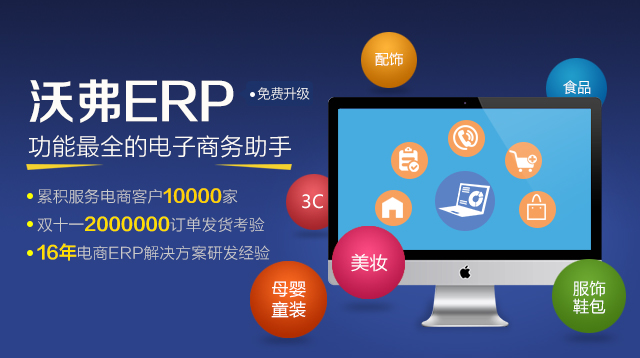 沃弗ERP
•免费升级
功能最全的电子商务助手
•累积服务电商客户10000家
•双十一2000000订单发货考验
•16年电商ERP解决方案研发经验
配饰
食品
3C
美妆
母婴
童装
服饰
鞋包